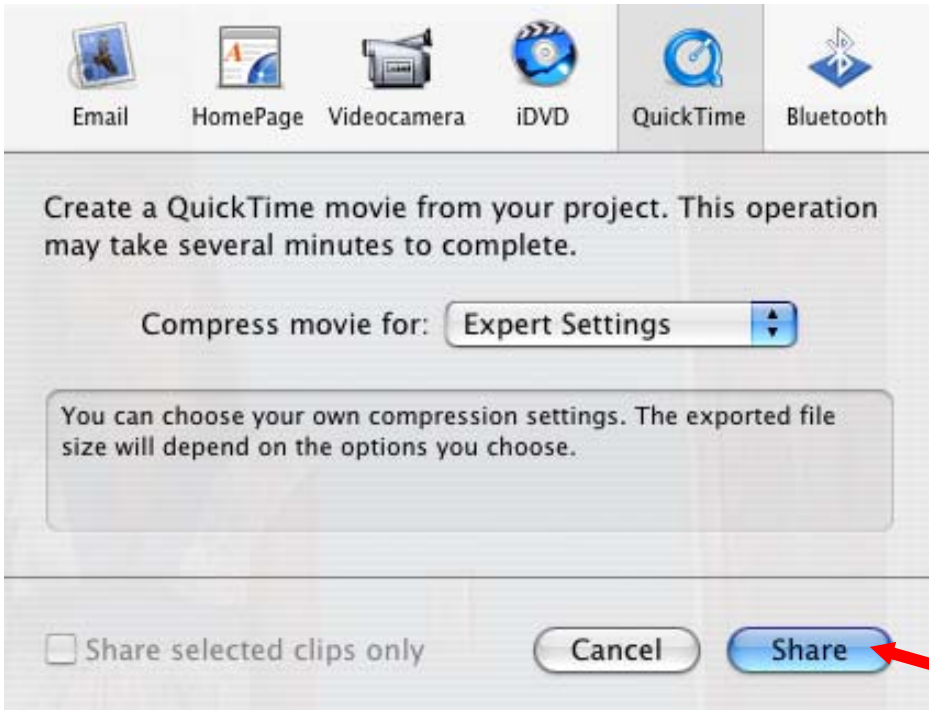 Email HomePage Videocamera iDVD QuickTime Bluetooth
Create a QuickTime movie from your project. This operation
may take several minutes to complete.
Compress movie for: Expert Settings
You can choose your own compression settings. The exported file
size will depend on the options you choose.
Share selected clips only Cancel Share